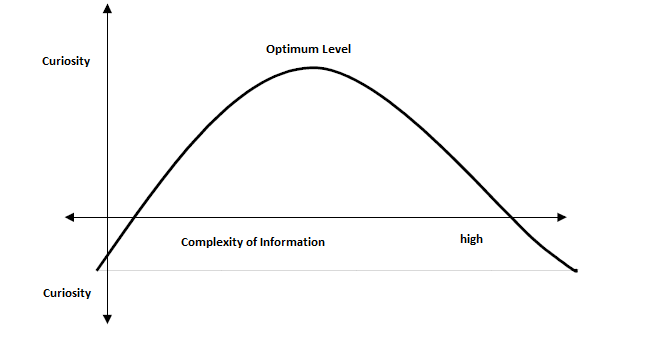 Optimum Level
Curiosity
Complexity of Information
high
Curiosity